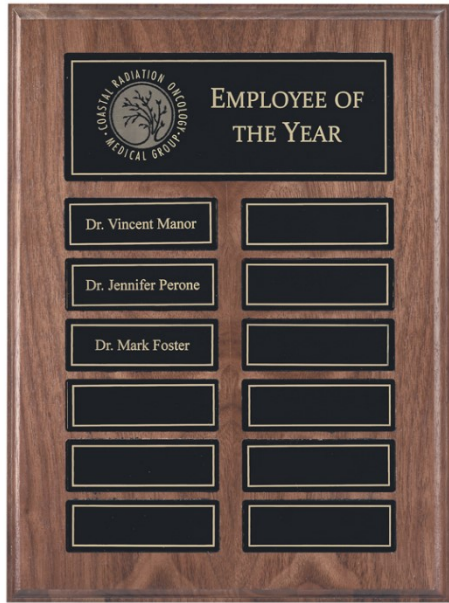 COASTAL RADIATION ONCOLOGY
· MEDICAL GROUP ·
EMPLOYEE OF
THE YEAR
Dr. Vincent Manor
Dr. Jennifer Perone
Dr. Mark Foster